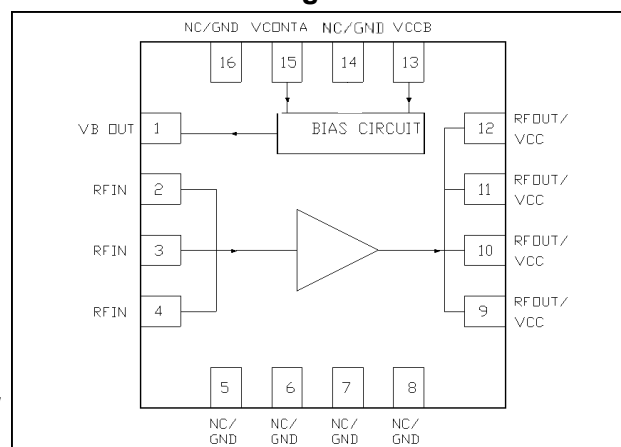 NC/GND VCONTA NC/GND VCCB
16 15 14 13
VB OUT 1
BIAS CIRCUIT
12 RFOUT/
VCC
RFIN 2
11 RFOUT/
VCC
RFIN 3
10 RFOUT/
VCC
RFIN 4
9 RFOUT/
VCC
5 6 7 8
NC/ NC/ NC/ NC/
GND GND GND GND